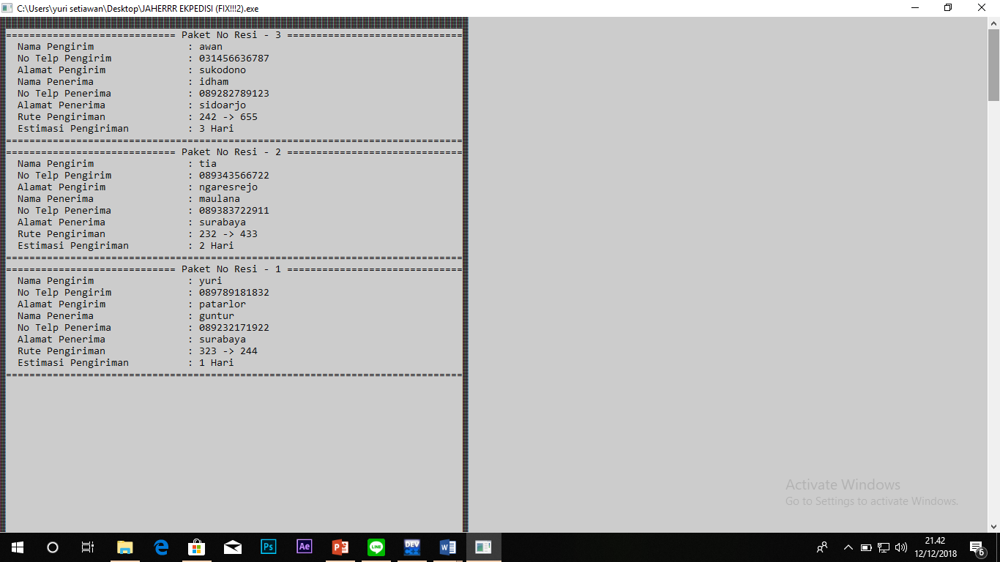 C:\Users\yuri setiawan\Desktop\JAHERRR EKPEDISI (FIX!!!2).exe
============================= Paket No Resi - 3 ==============================
Nama Pengirim : awan
No Telp Pengirim : 031456636787
Alamat Pengirim : sukodono
Nama Penerima : idham
No Telp Penerima : 089282789123
Alamat Penerima : sidoarjo
Rute Pengiriman : 242 -> 655
Estimasi Pengiriman : 3 Hari
==============================================================================
============================= Paket No Resi - 2 ==============================
Nama Pengirim : tia
No Telp Pengirim : 089343566722
Alamat Pengirim : ngaresrejo
Nama Penerima : maulana
No Telp Penerima : 089383722911
Alamat Penerima : surabaya
Rute Pengiriman : 232 -> 433
Estimasi Pengiriman : 2 Hari
==============================================================================
============================= Paket No Resi - 1 ==============================
Nama Pengirim : yuri
No Telp Pengirim : 089789181832
Alamat Pengirim : patarlor
Nama Penerima : guntur
No Telp Penerima : 089232171922
Alamat Penerima : surabaya
Rute Pengiriman : 323 -> 244
Estimasi Pengiriman : 1 Hari
==============================================================================
Activate Windows
Go to Settings to activate Windows.
Ps
Ae
P
LINE
DEV
W
21.42
12/12/2018
6